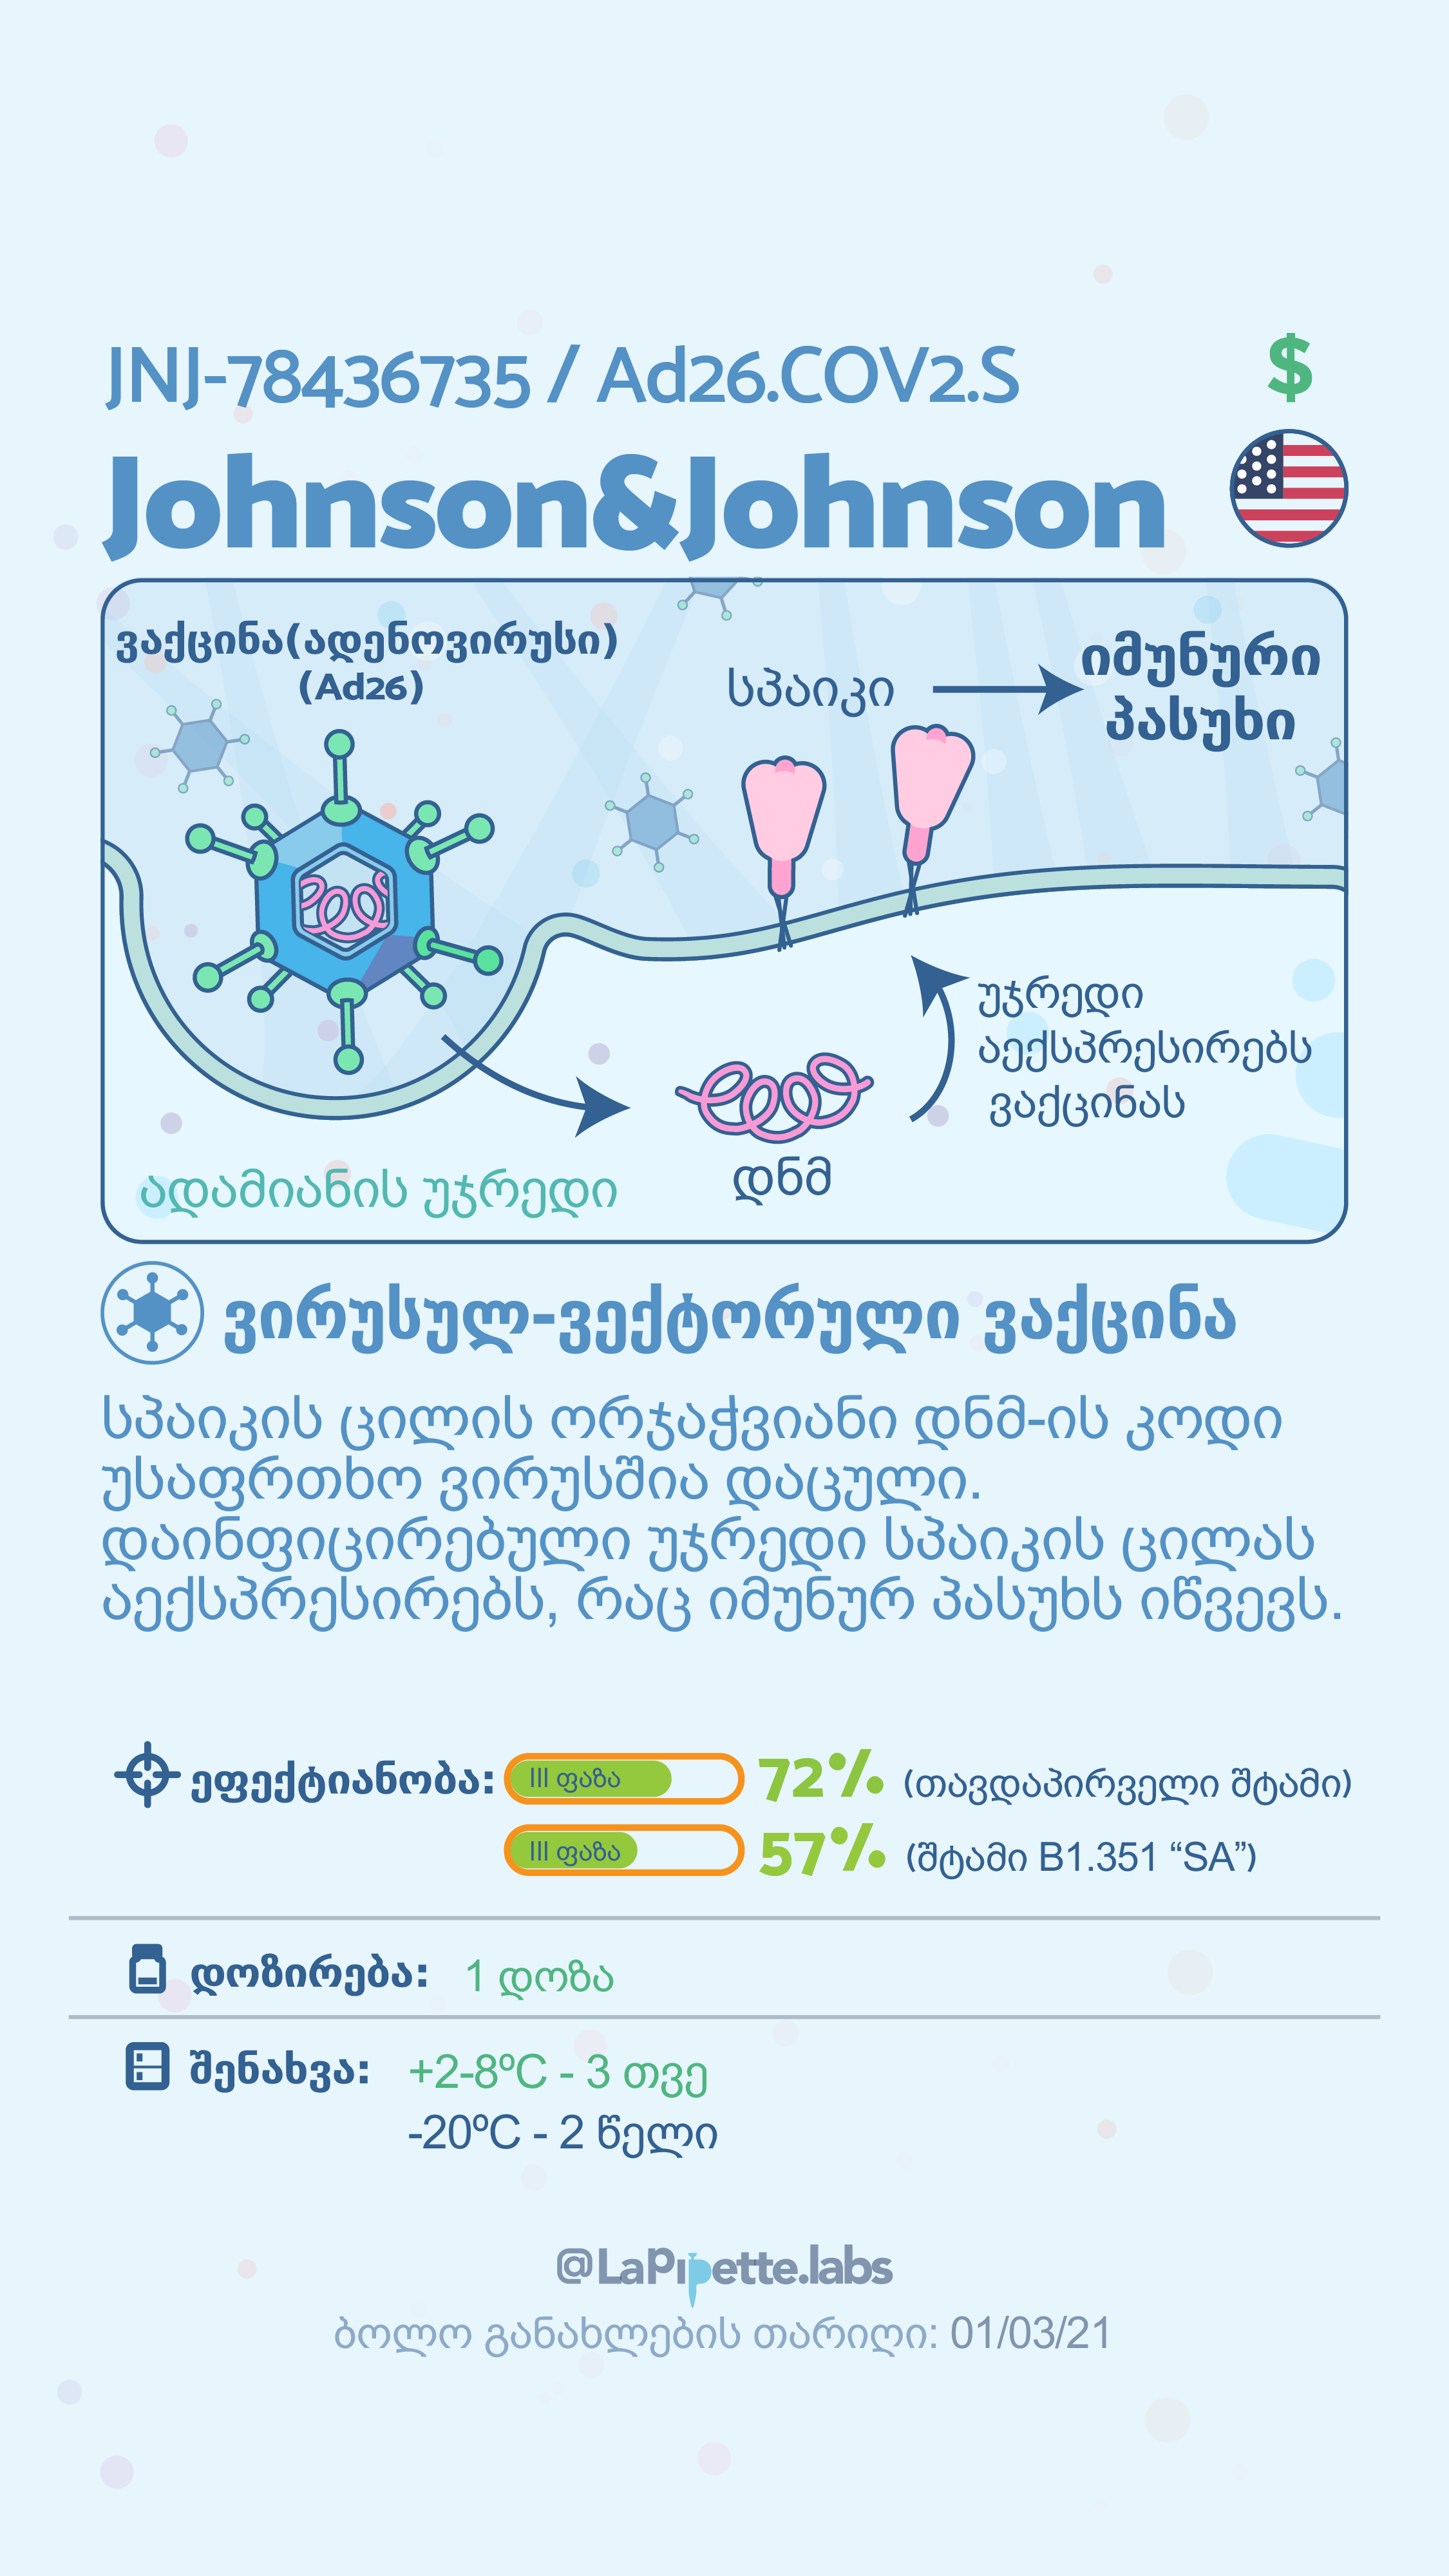 JNJ-78436735 / Ad26.COV2.S
$
Johnson&Johnson
ვაქცინა(ადენოვირუსი)
(Ad26)
სპაიკი
იმუნური
პასუხი
უჯრედი
აექსპრესირებს
ვაქცინას
დნმ
ადამიანის უჯრედი
ვირუსულ-ვექტორული ვაქცინა
სპაიკის ცილის ორჯაჭვიანი დნმ-ის კოდი
უსაფრთხო ვირუსშია დაცული.
დაინფიცირებული უჯრედი სპაიკის ცილას
აექსპრესირებს, რაც იმუნურ პასუხს იწვევს.
ეფექტიანობა: III ფაზა 72% (თავდაპირველი შტამი)
III ფაზა 57% (შტამი B1.351 “SA”)
დოზირება: 1 დოზა
შენახვა: +2-8ºC - 3 თვე
-20ºC - 2 წელი
@LaPipette.labs
ბოლო განახლების თარიღი: 01/03/21